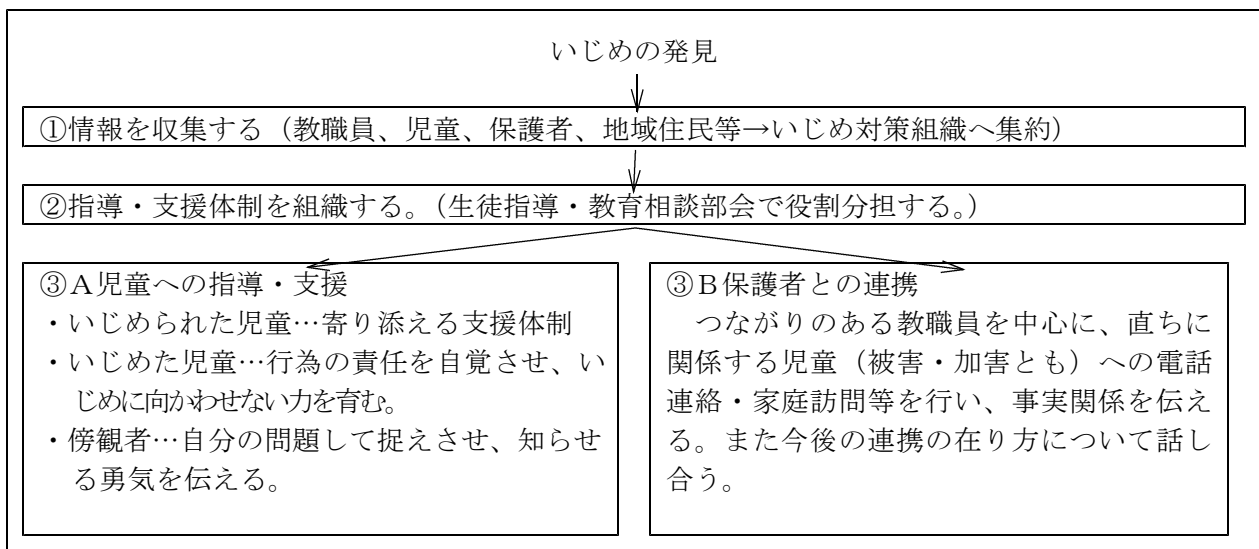 いじめの発見
①情報を収集する（教職員、児童、保護者、地域住民等→いじめ対策組織へ集約）
②指導・支援体制を組織する。（生徒指導・教育相談部会で役割分担する。）
③Ａ児童への指導・支援
・いじめられた児童…寄り添える支援体制
・いじめた児童…行為の責任を自覚させ、い
じめに向かわせない力を育む。
・傍観者…自分の問題して捉えさせ、知らせ
る勇気を伝える。
③Ｂ保護者との連携
つながりのある教職員を中心に、直ちに
関係する児童（被害・加害とも）への電話
連絡・家庭訪問等を行い、事実関係を伝え
る。また今後の連携の在り方について話し
合う。